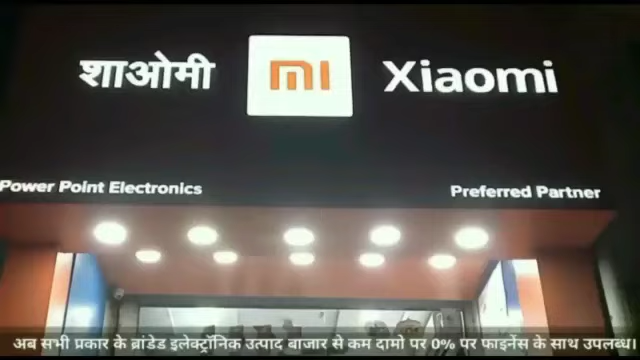 शाओमी mi Xiaomi
Power Point Electronics Preferred Partner
अब सभी प्रकार के ब्रांडेड इलेक्ट्रॉनिक उत्पाद बाजार से कम दामो पर 0% पर फाइनेंस के साथ उपलब्ध।